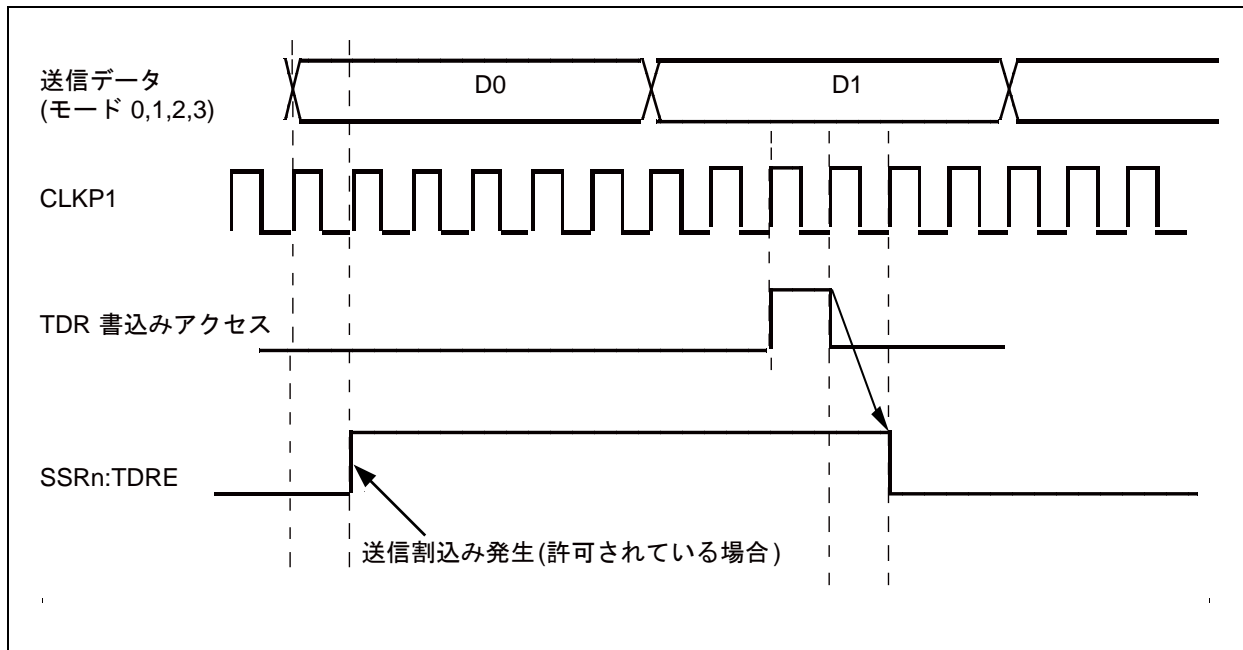 送信データ
(モード 0,1,2,3)
D0
D1
CLKP1
TDR 書込みアクセス
SSRn:TDRE
送信割込み発生(許可されている場合)